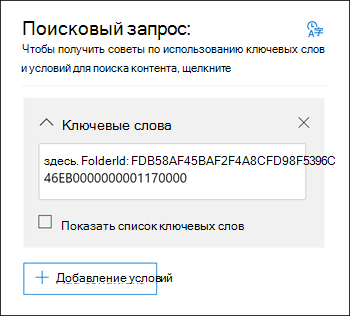 Поисковый запрос:
Чтобы получить советы по использованию ключевых слов
и условий для поиска контента, щелкните
Ключевые слова
здесь. FolderId: FDB58AF45BAF2F4A8CFD98F5396C
46EB0000000001170000
Показать список ключевых слов
Добавление условий